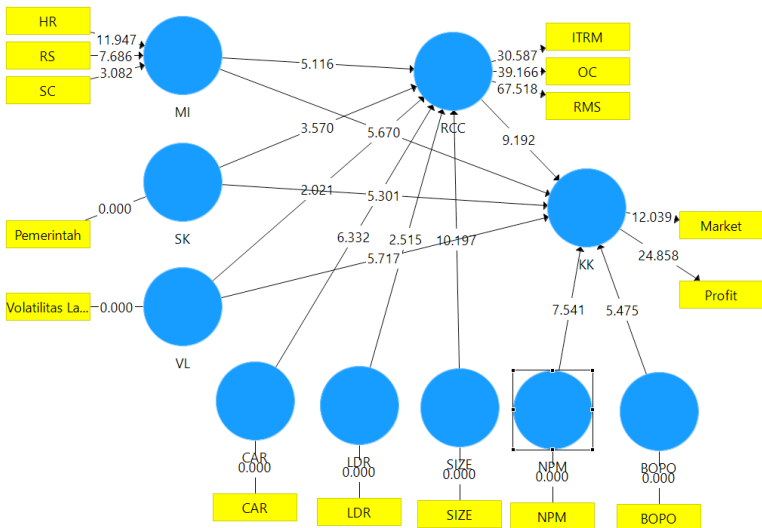 HR
RS
SC
11.947
7.686
3.082
MI
5.116
RCC
30.587
39.166
67.518
ITRM
OC
RMS
3.570
5.670
9.192
Pemerintah
0.000
SK
2.021
5.301
KK
12.039
24.858
Market
Profit
Volatilitas La...
0.000
VL
6.332
2.515
10.197
5.717
7.541
5.475
CAR
0.000
CAR
LDR
0.000
LDR
SIZE
0.000
SIZE
NPM
0.000
NPM
BOPO
0.000
BOPO